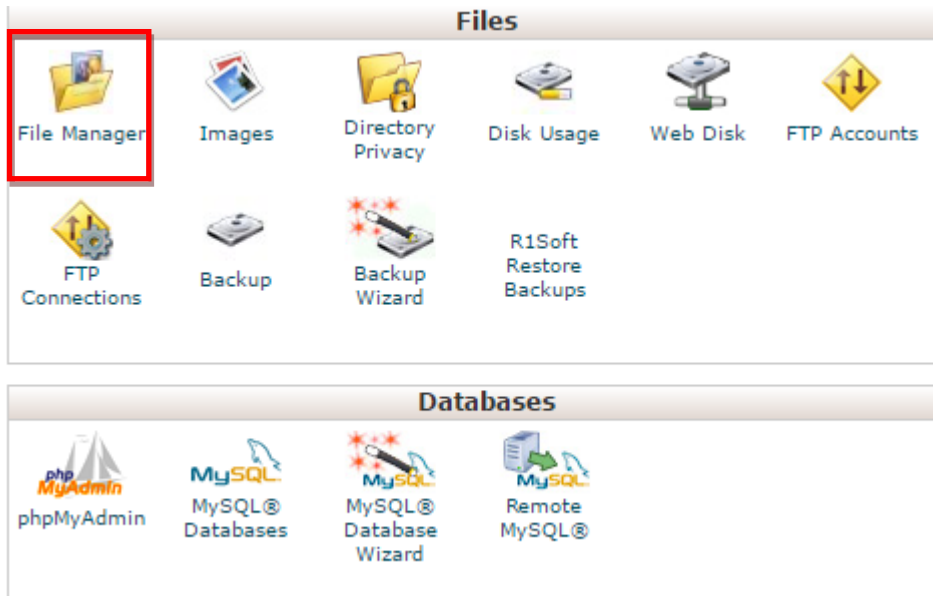 Files
File Manager
Images
Directory
Privacy
Disk Usage
Web Disk
FTP Accounts
FTP
Connections
Backup
Backup
Wizard
R1Soft
Restore
Backups
Databases
php
MyAdmin
phpMyAdmin
MySQL
MySQL®
Databases
MySQL
MySQL®
Database
Wizard
MySQL
Remote
MySQL®